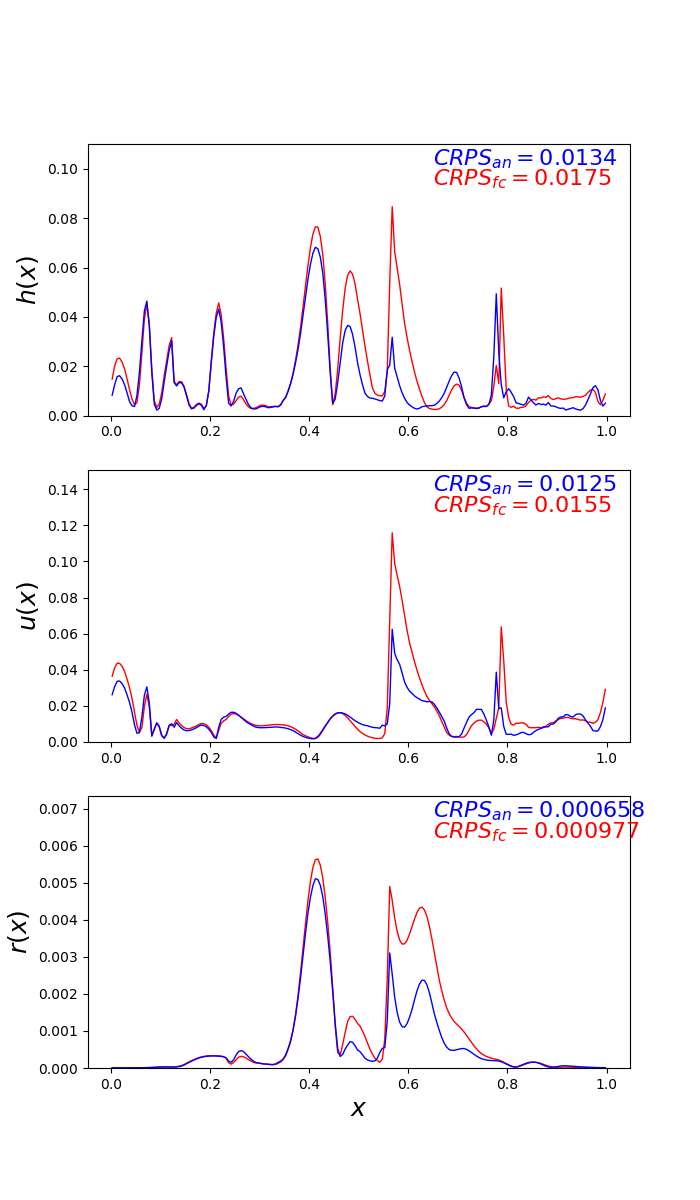 CRPS_an = 0.0134
CRPS_fc = 0.0175
0.10
0.08
0.06
0.04
0.02
0.00
h(x)
0.0 0.2 0.4 0.6 0.8 1.0
CRPS_an = 0.0125
CRPS_fc = 0.0155
0.14
0.12
0.10
0.08
0.06
0.04
0.02
0.00
u(x)
0.0 0.2 0.4 0.6 0.8 1.0
CRPS_an = 0.000658
CRPS_fc = 0.000977
0.007
0.006
0.005
0.004
0.003
0.002
0.001
0.000
r(x)
0.0 0.2 0.4 0.6 0.8 1.0
x